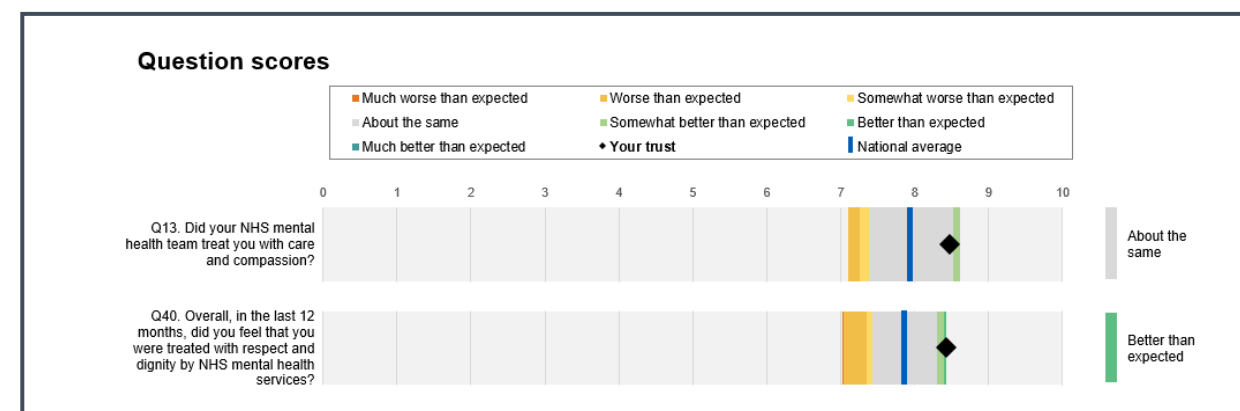 Question scores
Much worse than expected
Worse than expected
Somewhat worse than expected
About the same
Somewhat better than expected
Better than expected
Much better than expected
Your trust
National average
0 1 2 3 4 5 6 7 8 9 10
Q13. Did your NHS mental
health team treat you with care
and compassion?
About the
same
Q40. Overall, in the last 12
months, did you feel that you
were treated with respect and
dignity by NHS mental health
services?
Better than
expected